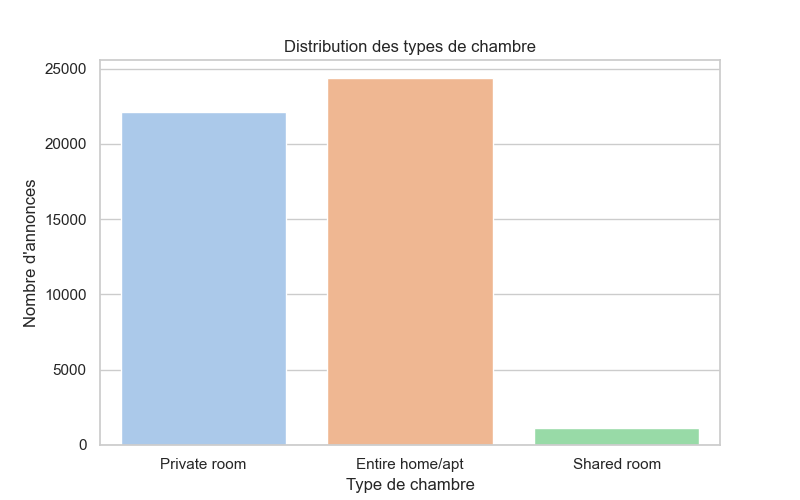 Distribution des types de chambre
25000
20000
15000
10000
5000
0
Nombre d'annonces
Private room
Entire home/apt
Shared room
Type de chambre